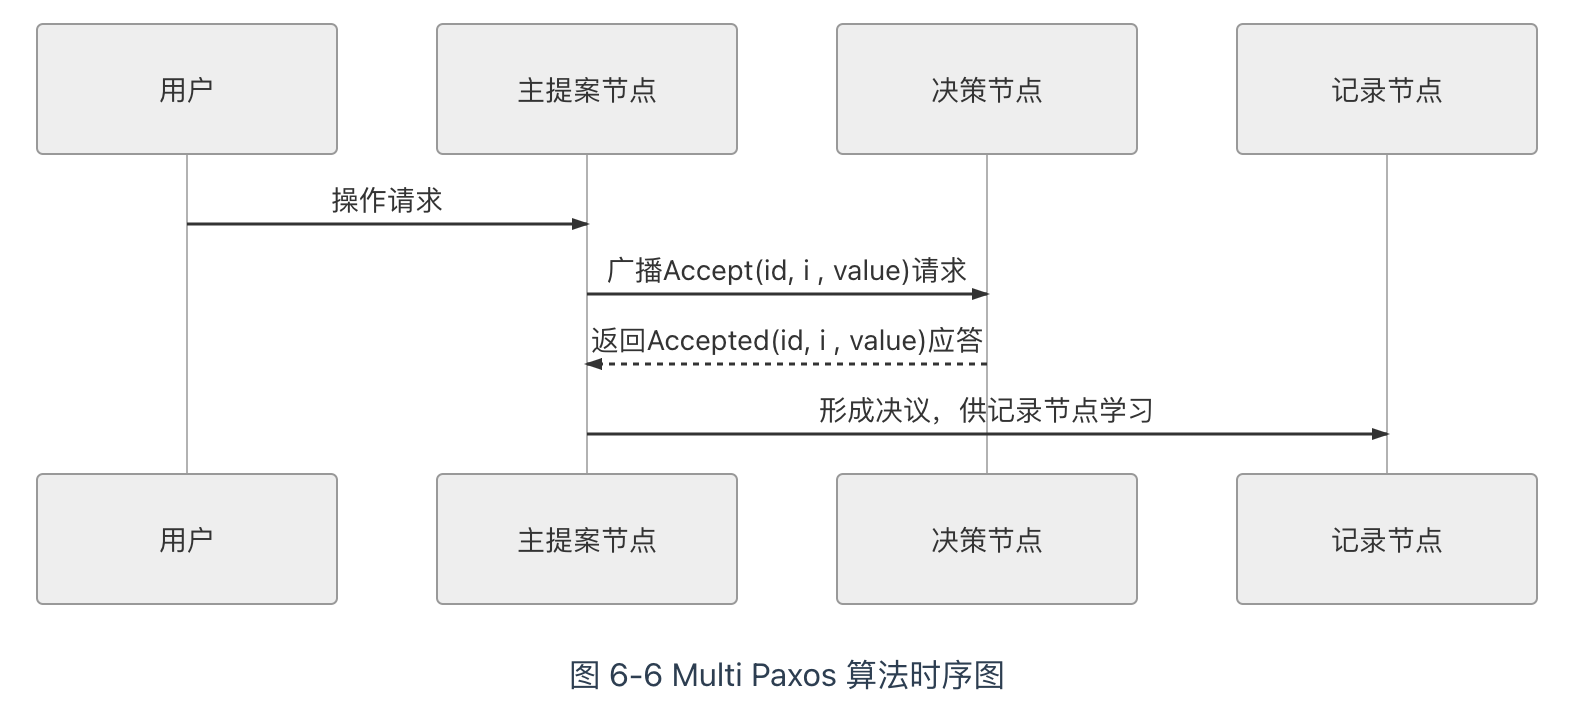 用户
主提案节点
决策节点
记录节点
操作请求
广播Accept(id, i , value)请求
返回Accepted(id, i , value)应答
形成决议，供记录节点学习
用户
主提案节点
决策节点
记录节点
图 6-6 Multi Paxos 算法时序图